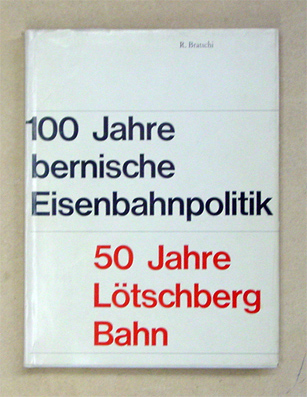 R. Bratschi
100 Jahre
bernische
Eisenbahnpolitik
50 Jahre
Lötschberg
Bahn